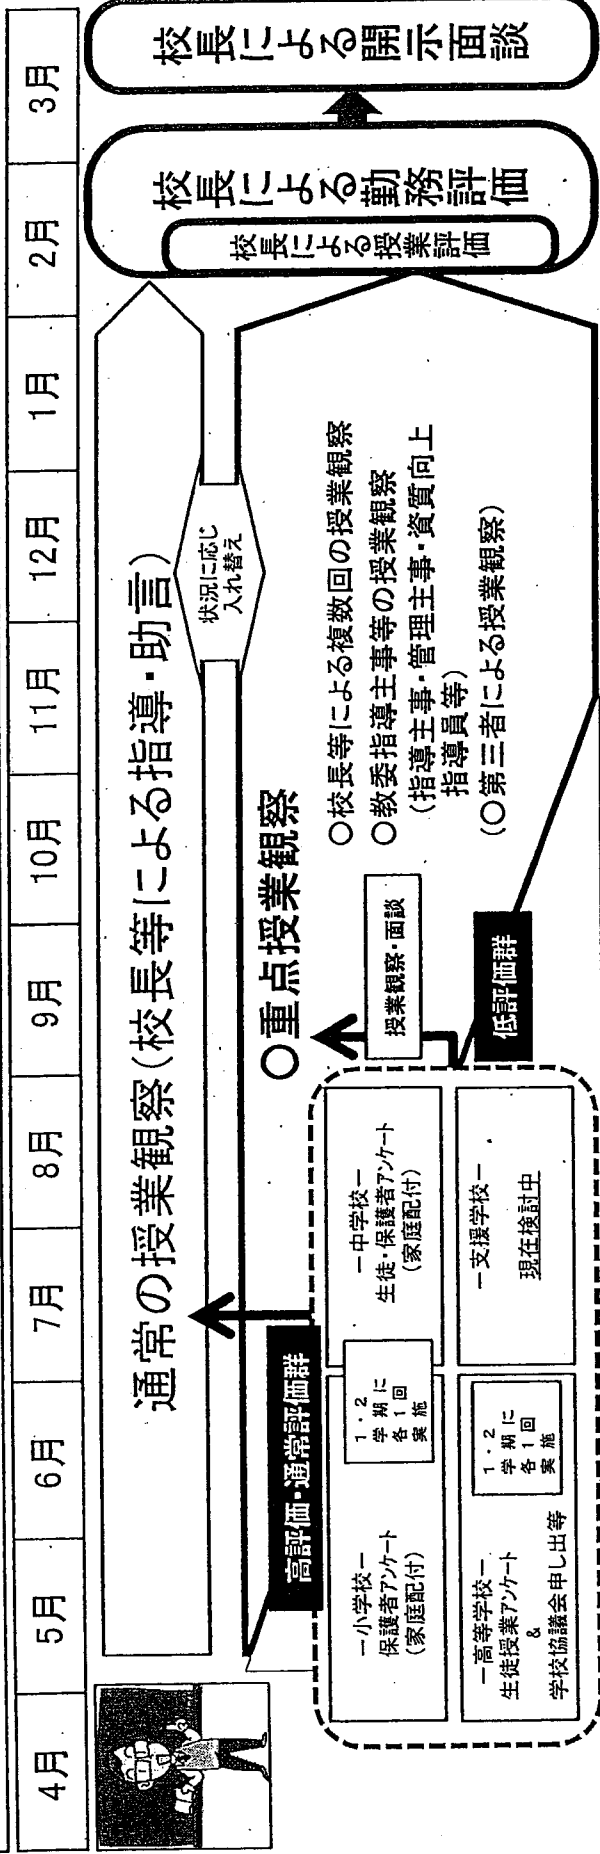 4月 5月 6月 7月 8月 9月 10月 11月 12月 1月 2月 3月
通常の授業観察(校長等による指導・助言)
状況に応じ
入れ替え
高評価・通常評価群
○重点授業観察
○校長等による複数回の授業観察
○教委指導主事等の授業観察
(指導主事・管理主事・資質向上
指導員等)
(○第三者による授業観察)
授業観察・面談
低評価群
ー小学校ー
保護者アンケート
(家庭配付)
1・2
学期に
各1回
実施
ー中学校ー
生徒・保護者アンケート
(家庭配付)
ー高等学校ー
生徒授業アンケート
&
学校協議会申し出等
1・2
学期に
各1回
実施
ー支援学校ー
現在検討中
校長による授業評価
校長による勤務評価
校長による開示面談